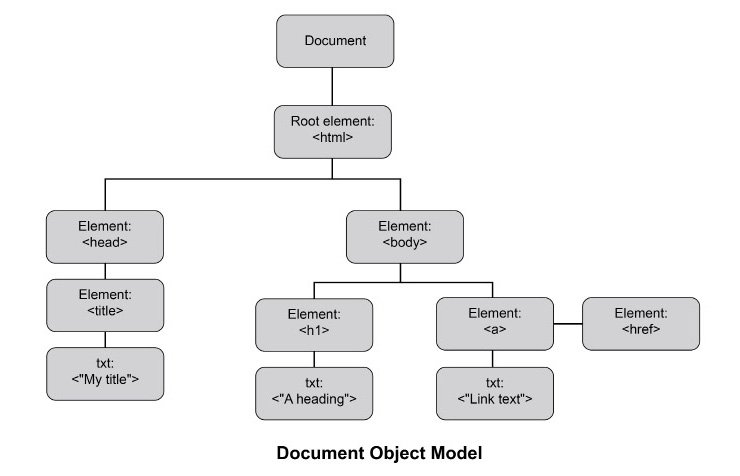 Document
Root element:
<html>
Element:
<head>
Element:
<body>
Element:
<title>
Element:
<h1>
Element:
<a>
Element:
<href>
txt:
<"My title">
txt:
<"A heading">
txt:
<"Link text">
Document Object Model